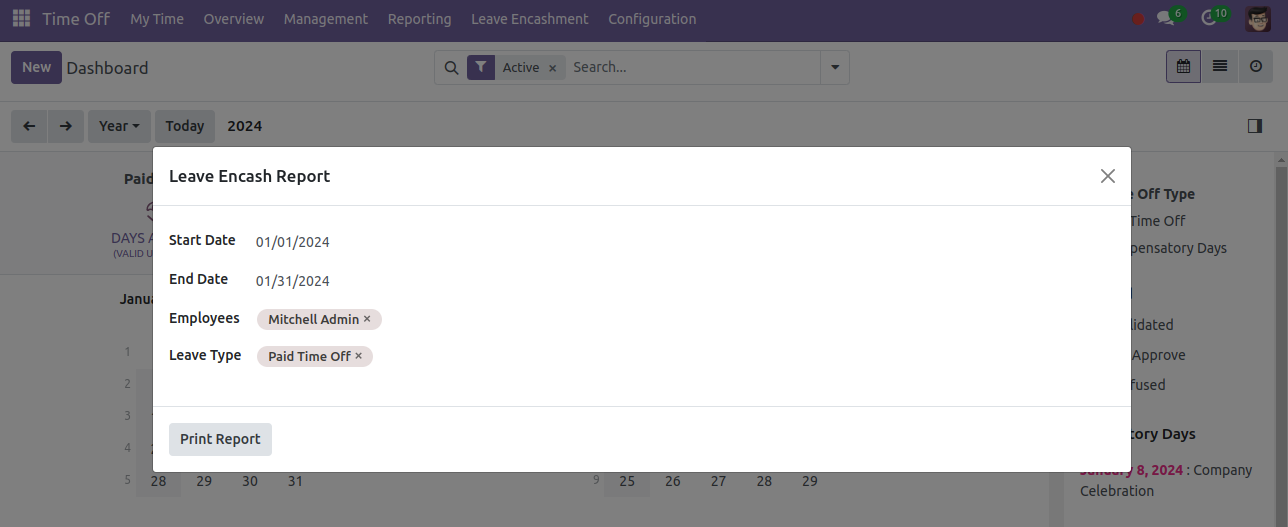 Time Off My Time Overview Management Reporting Leave Encashment Configuration 6 10
New Dashboard Active × Search...
Year Today 2024
Leave Encash Report
Start Date 01/01/2024
End Date 01/31/2024
Employees Mitchell Admin ×
Leave Type Paid Time Off ×
Print Report
Paid
DAYS A
(VALID U
Janua
1
2
3
4
5 28 29 30 31 9 25 26 27 28 29
Off Type
Time Off
pensatory Days
lidated
Approve
fused
tory Days
January 8, 2024 : Company
Celebration